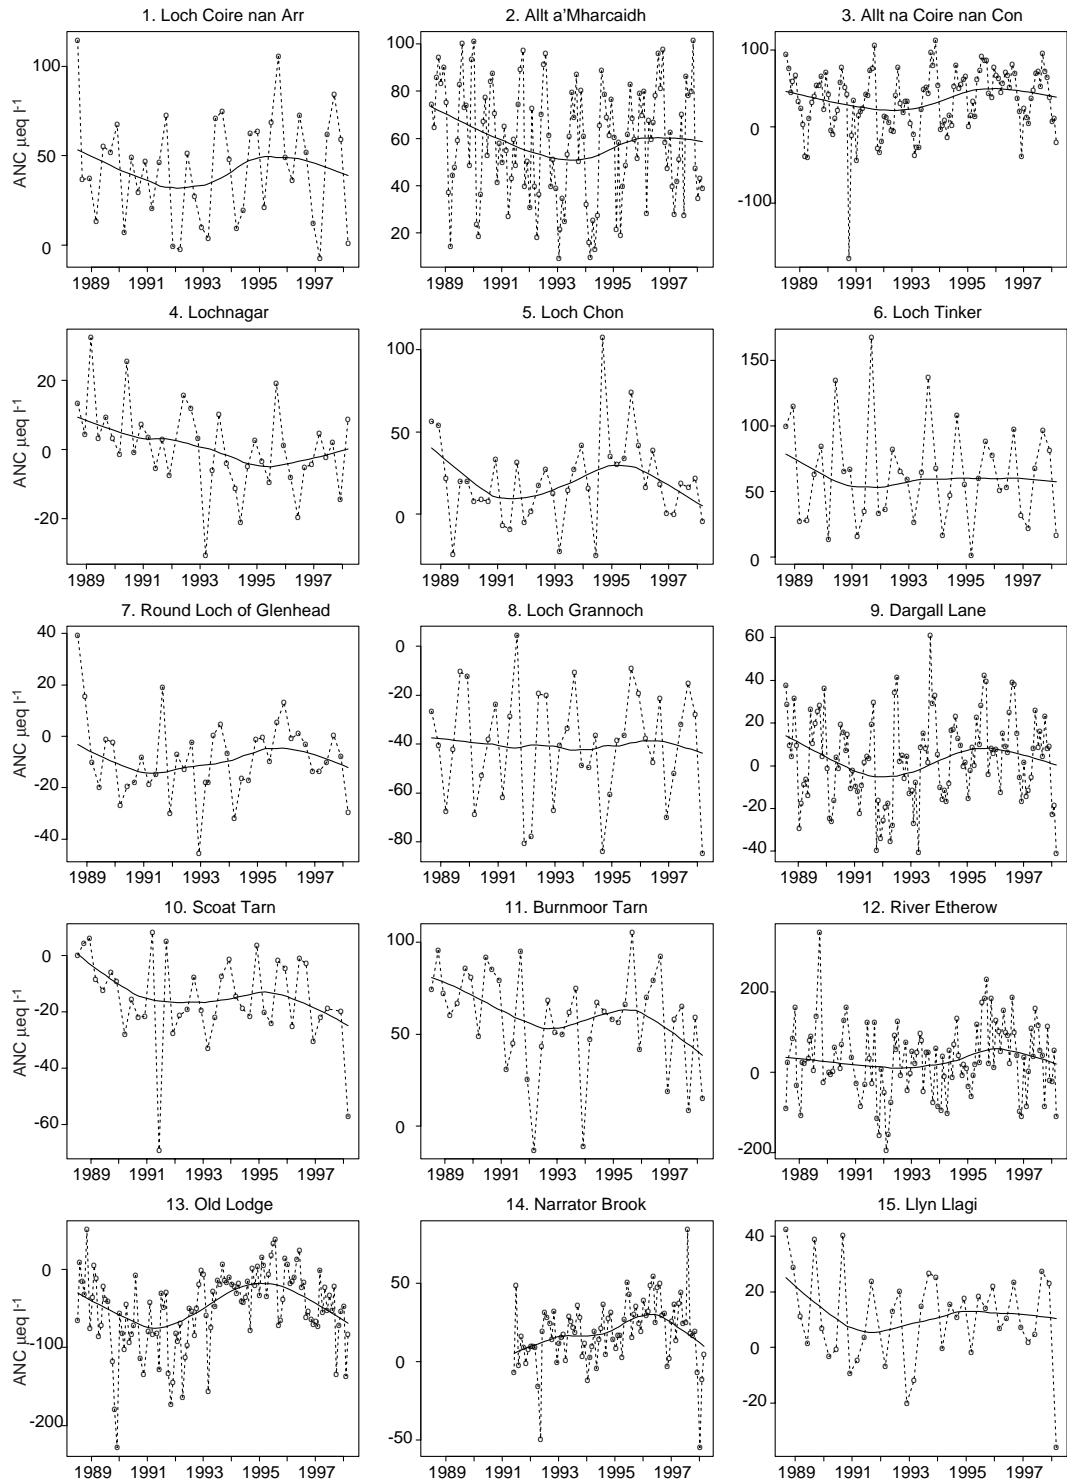 1. Loch Coire nan Arr
2. Allt a'Mharcaidh
3. Allt na Coire nan Con
ANC µeq l-1
100
50
0
1989 1991 1993 1995 1997
100
80
60
40
20
1989 1991 1993 1995 1997
100
0
-100
1989 1991 1993 1995 1997
4. Lochnagar
5. Loch Chon
6. Loch Tinker
ANC µeq l-1
20
0
-20
1989 1991 1993 1995 1997
100
50
0
1989 1991 1993 1995 1997
150
100
50
0
1989 1991 1993 1995 1997
7. Round Loch of Glenhead
8. Loch Grannoch
9. Dargall Lane
ANC µeq l-1
40
20
0
-20
-40
1989 1991 1993 1995 1997
0
-20
-40
-60
-80
1989 1991 1993 1995 1997
60
40
20
0
-20
-40
1989 1991 1993 1995 1997
10. Scoat Tarn
11. Burnmoor Tarn
12. River Etherow
ANC µeq l-1
0
-20
-40
-60
1989 1991 1993 1995 1997
100
50
0
1989 1991 1993 1995 1997
200
0
-200
1989 1991 1993 1995 1997
13. Old Lodge
14. Narrator Brook
15. Llyn Llagi
ANC µeq l-1
0
-100
-200
1989 1991 1993 1995 1997
50
0
-50
1989 1991 1993 1995 1997
40
20
0
-20
1989 1991 1993 1995 1997